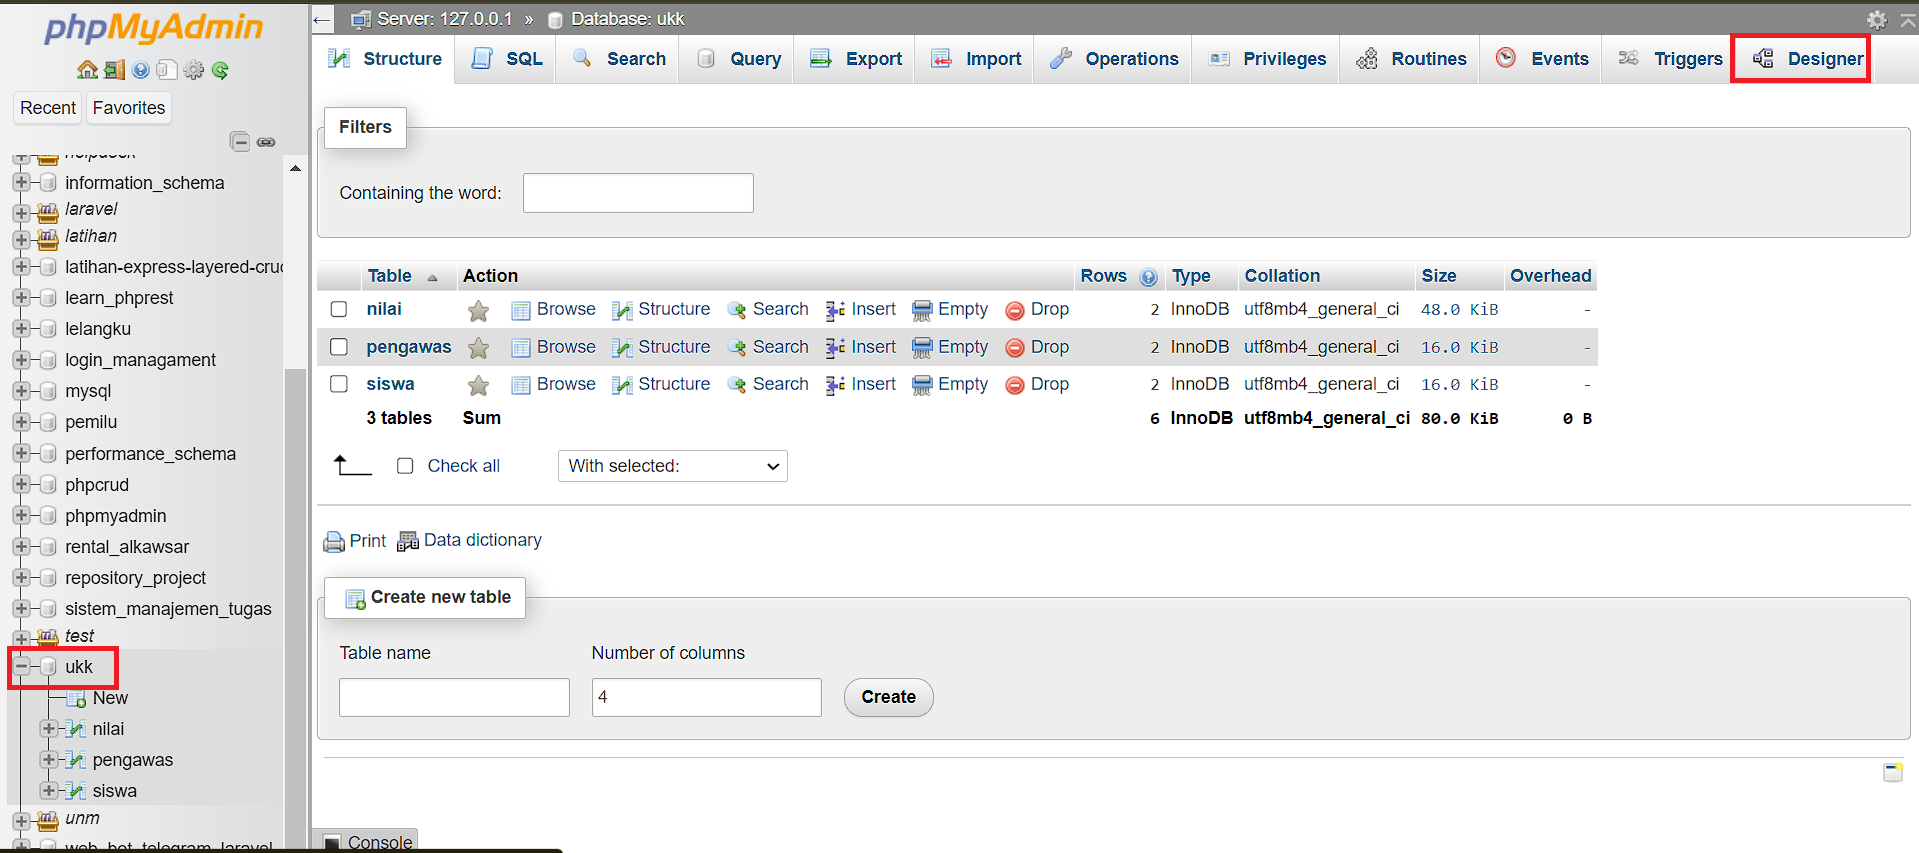 phpMyAdmin
Recent Favorites
helpdesk
information_schema
laravel
latihan
latihan-express-layered-cruc
learn_phprest
lelangku
login_managament
mysql
pemilu
performance_schema
phpcrud
phpmyadmin
rental_alkawsar
repository_project
sistem_manajemen_tugas
test
ukk
New
nilai
pengawas
siswa
unm
web_bot_telegram_laravel
Server: 127.0.0.1 » Database: ukk
Structure SQL Search Query Export Import Operations Privileges Routines Events Triggers Designer
Filters
Containing the word:
Table Action Rows Type Collation Size Overhead
nilai Browse Structure Search Insert Empty Drop 2 InnoDB utf8mb4_general_ci 48.0 KiB -
pengawas Browse Structure Search Insert Empty Drop 2 InnoDB utf8mb4_general_ci 16.0 KiB -
siswa Browse Structure Search Insert Empty Drop 2 InnoDB utf8mb4_general_ci 16.0 KiB -
3 tables Sum 6 InnoDB utf8mb4_general_ci 80.0 KiB 0 B
Check all With selected:
Print Data dictionary
Create new table
Table name Number of columns
4 Create
Console